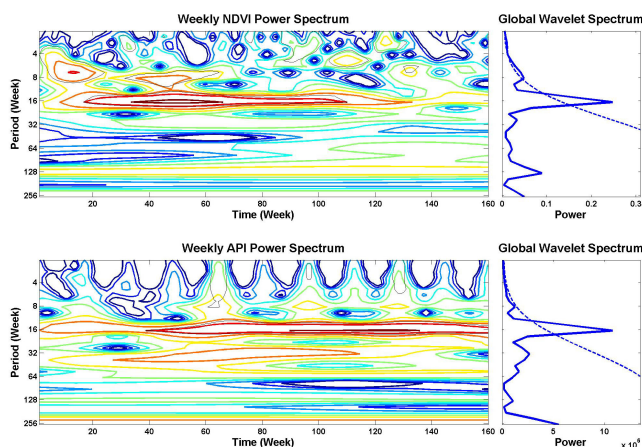 Weekly NDVI Power Spectrum
Global Wavelet Spectrum
Period (Week)
4
8
16
32
64
128
256
20 40 60 80 100 120 140 160
Time (Week)
0 0.1 0.2 0.3
Power
Weekly API Power Spectrum
Global Wavelet Spectrum
Period (Week)
4
8
16
32
64
128
256
20 40 60 80 100 120 140 160
Time (Week)
0 5 10
Power
x 10